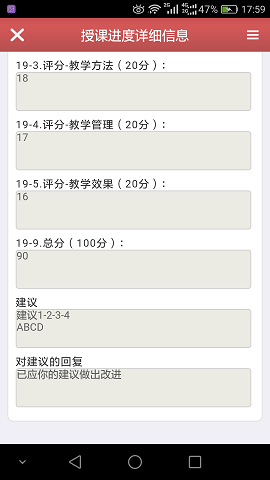 47% 17:59
授课进度详细信息
19-3.评分-教学方法（20分）：
18
19-4.评分-教学管理（20分）：
17
19-5.评分-教学效果（20分）：
16
19-9.总分（100分）：
90
建议
建议1-2-3-4
ABCD
对建议的回复
已应你的建议做出改进